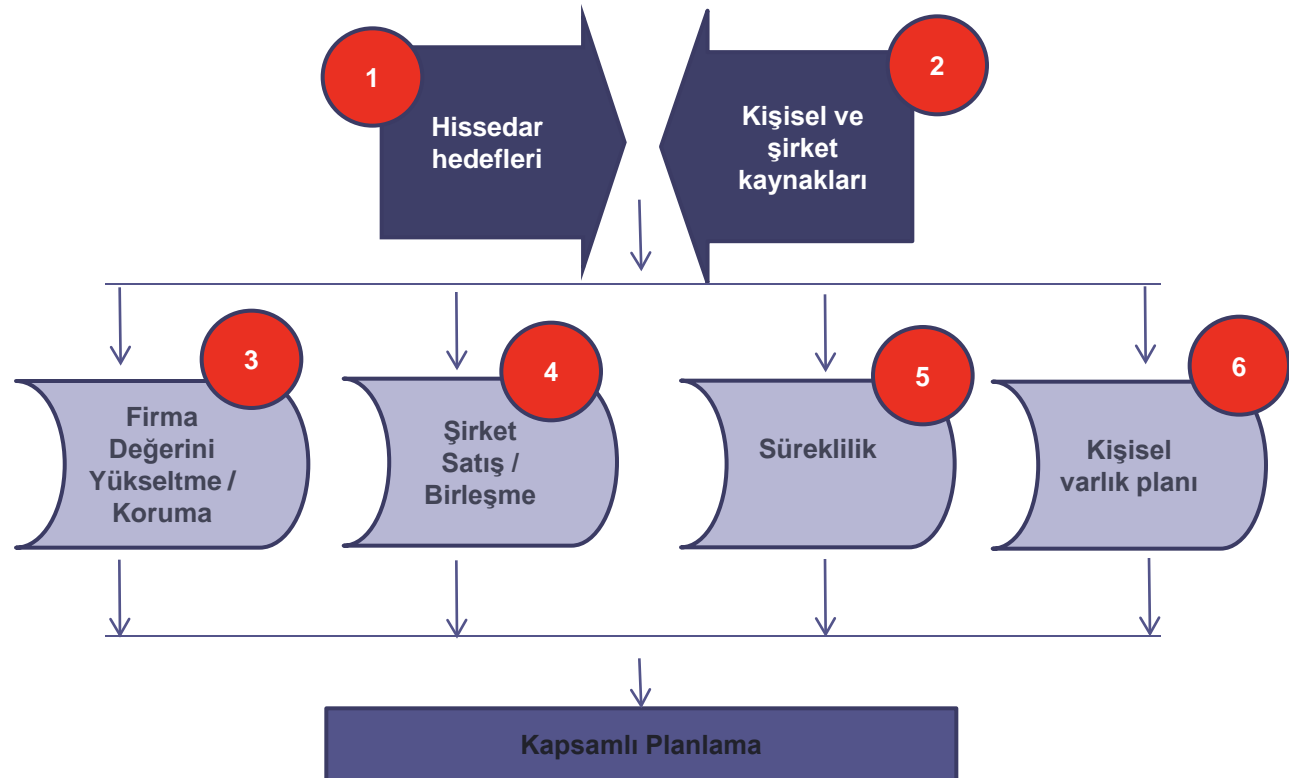 1
Hissedar
hedefleri
2
Kişisel ve
şirket
kaynakları
3
Firma
Değerini
Yükseltme /
Koruma
4
Şirket
Satış /
Birleşme
5
Süreklilik
6
Kişisel
varlık planı
Kapsamlı Planlama